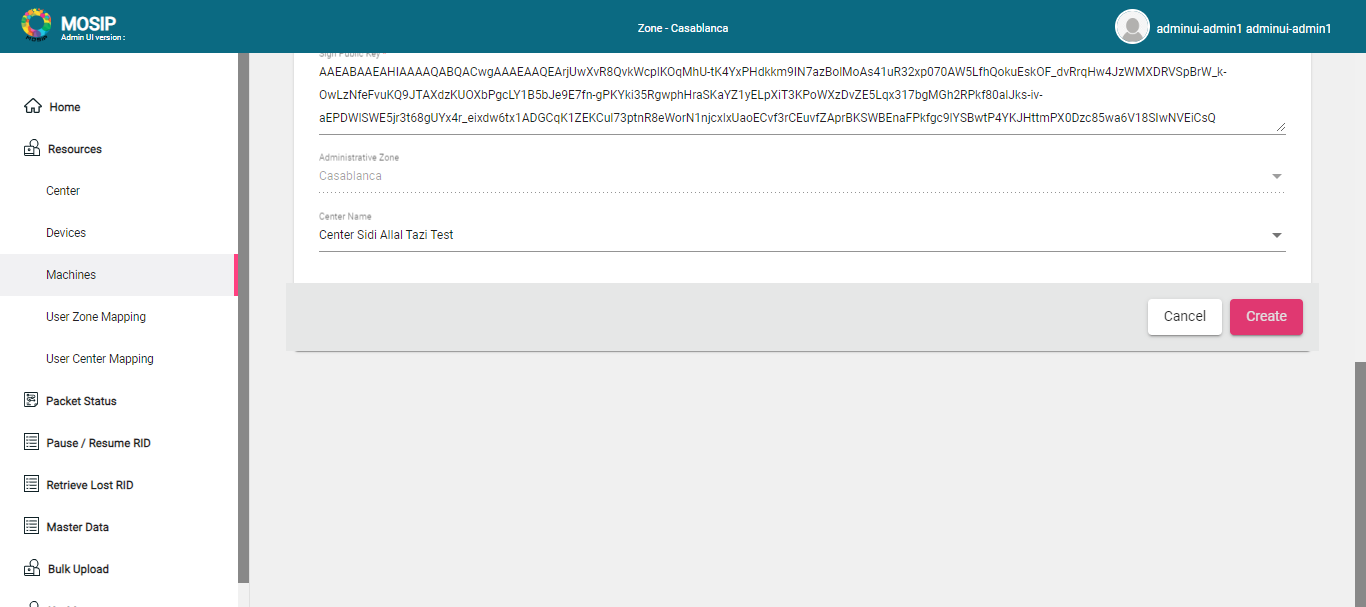 MOSIP
Admin UI version :
Zone - Casablanca
adminui-admin1 adminui-admin1
Home
Resources
Center
Devices
Machines
User Zone Mapping
User Center Mapping
Packet Status
Pause / Resume RID
Retrieve Lost RID
Master Data
Bulk Upload
Sign Public Key *
AAEABAAEAHIAAAAQABQACwgAAAEAAQEArjUwXvR8QvkWcpIKOqMhU-tK4YxPHdkkm9IN7azBolMoAs41uR32xp070AW5LfhQokuEskOF_dvRrqHw4JzWMXDRVSpBrW_k-
OwLzNfeFvuKQ9JTAXdzKUOXbPgcLY1B5bJe9E7fn-gPKYki35RgwphHraSKaYZ1yELpXiT3KPoWXzDvZE5Lqx317bgMGh2RPkf80alJks-iv-
aEPDWlSWE5jr3t68gUYx4r_eixdw6tx1ADGCqK1ZEKCul73ptnR8eWorN1njcxIxUaoECvf3rCEuvfZAprBKSWBEnaFPkfgc9IYSBwtP4YKJHttmPX0Dzc85wa6V18SIwNVEiCsQ
Administrative Zone
Casablanca
Center Name
Center Sidi Allal Tazi Test
Cancel
Create